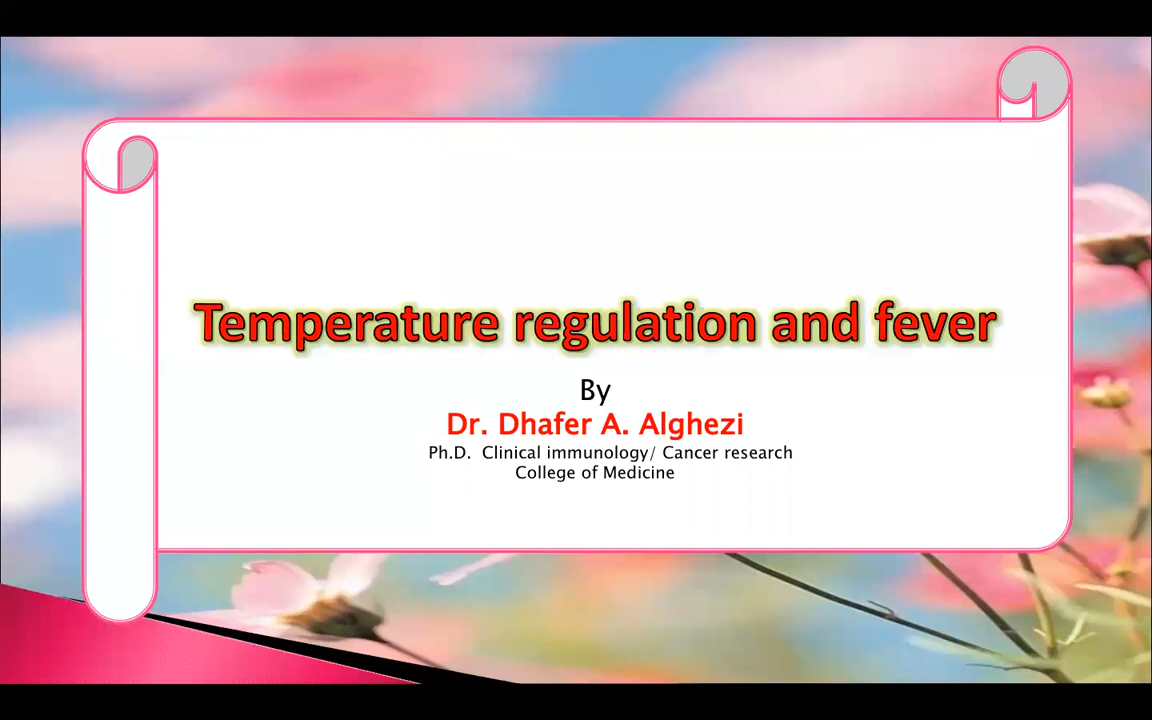 Temperature regulation and fever
By
Dr. Dhafer A. Alghezi
Ph.D. Clinical immunology/ Cancer research
College of Medicine